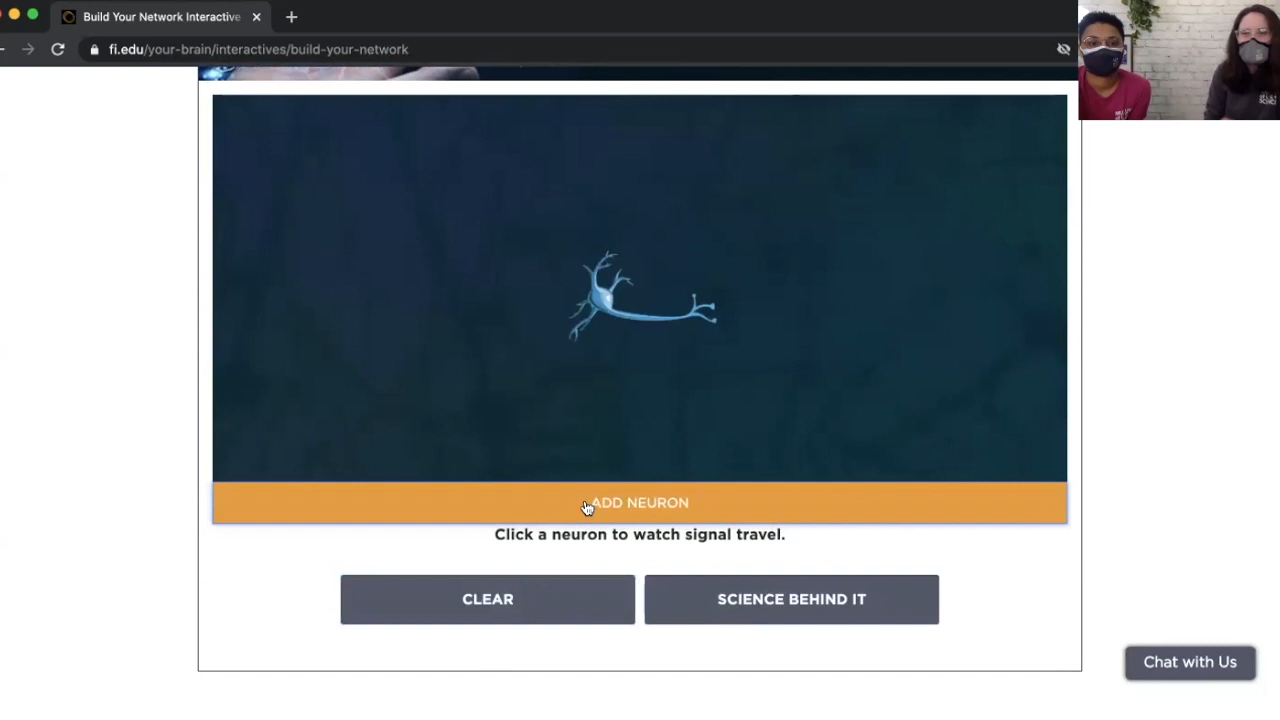 Build Your Network Interactive
fi.edu/your-brain/interactives/build-your-network
ADD NEURON
Click a neuron to watch signal travel.
CLEAR
SCIENCE BEHIND IT
Chat with Us